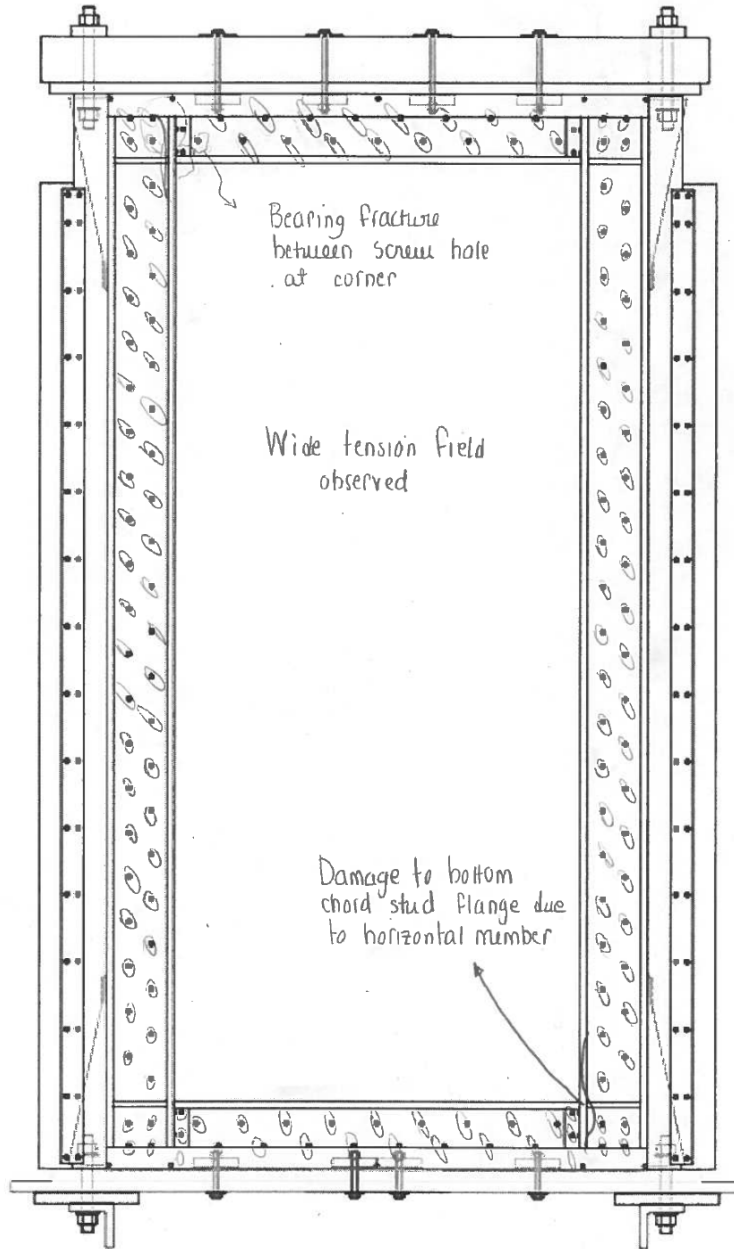 Bearing fracture
between screw hole
. at corner
Wide tension field
observed
Damage to bottom
chord stud flange due
to horizontal member